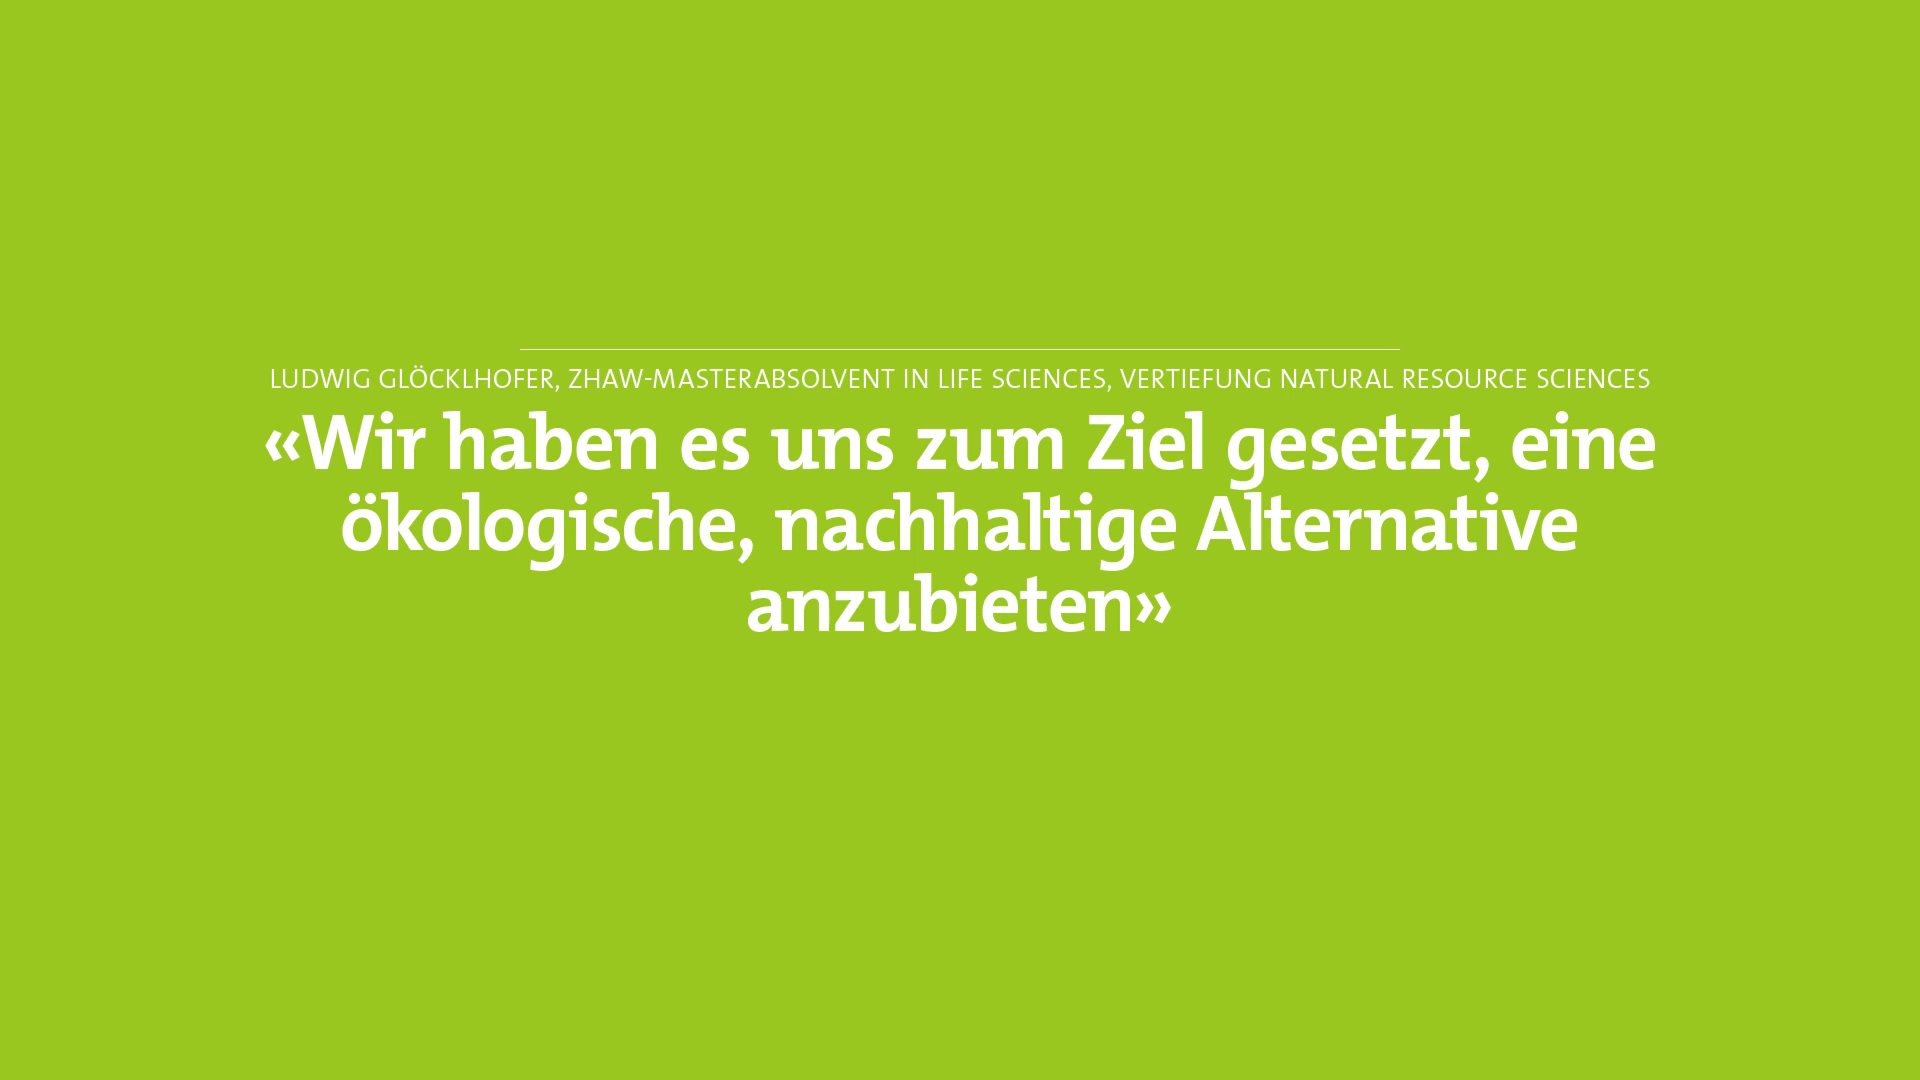 LUDWIG GLÖCKLHOFER, ZHAW-MASTERABSOLVENT IN LIFE SCIENCES, VERTIEFUNG NATURAL RESOURCE SCIENCES
«Wir haben es uns zum Ziel gesetzt, eine
ökologische, nachhaltige Alternative
anzubieten»